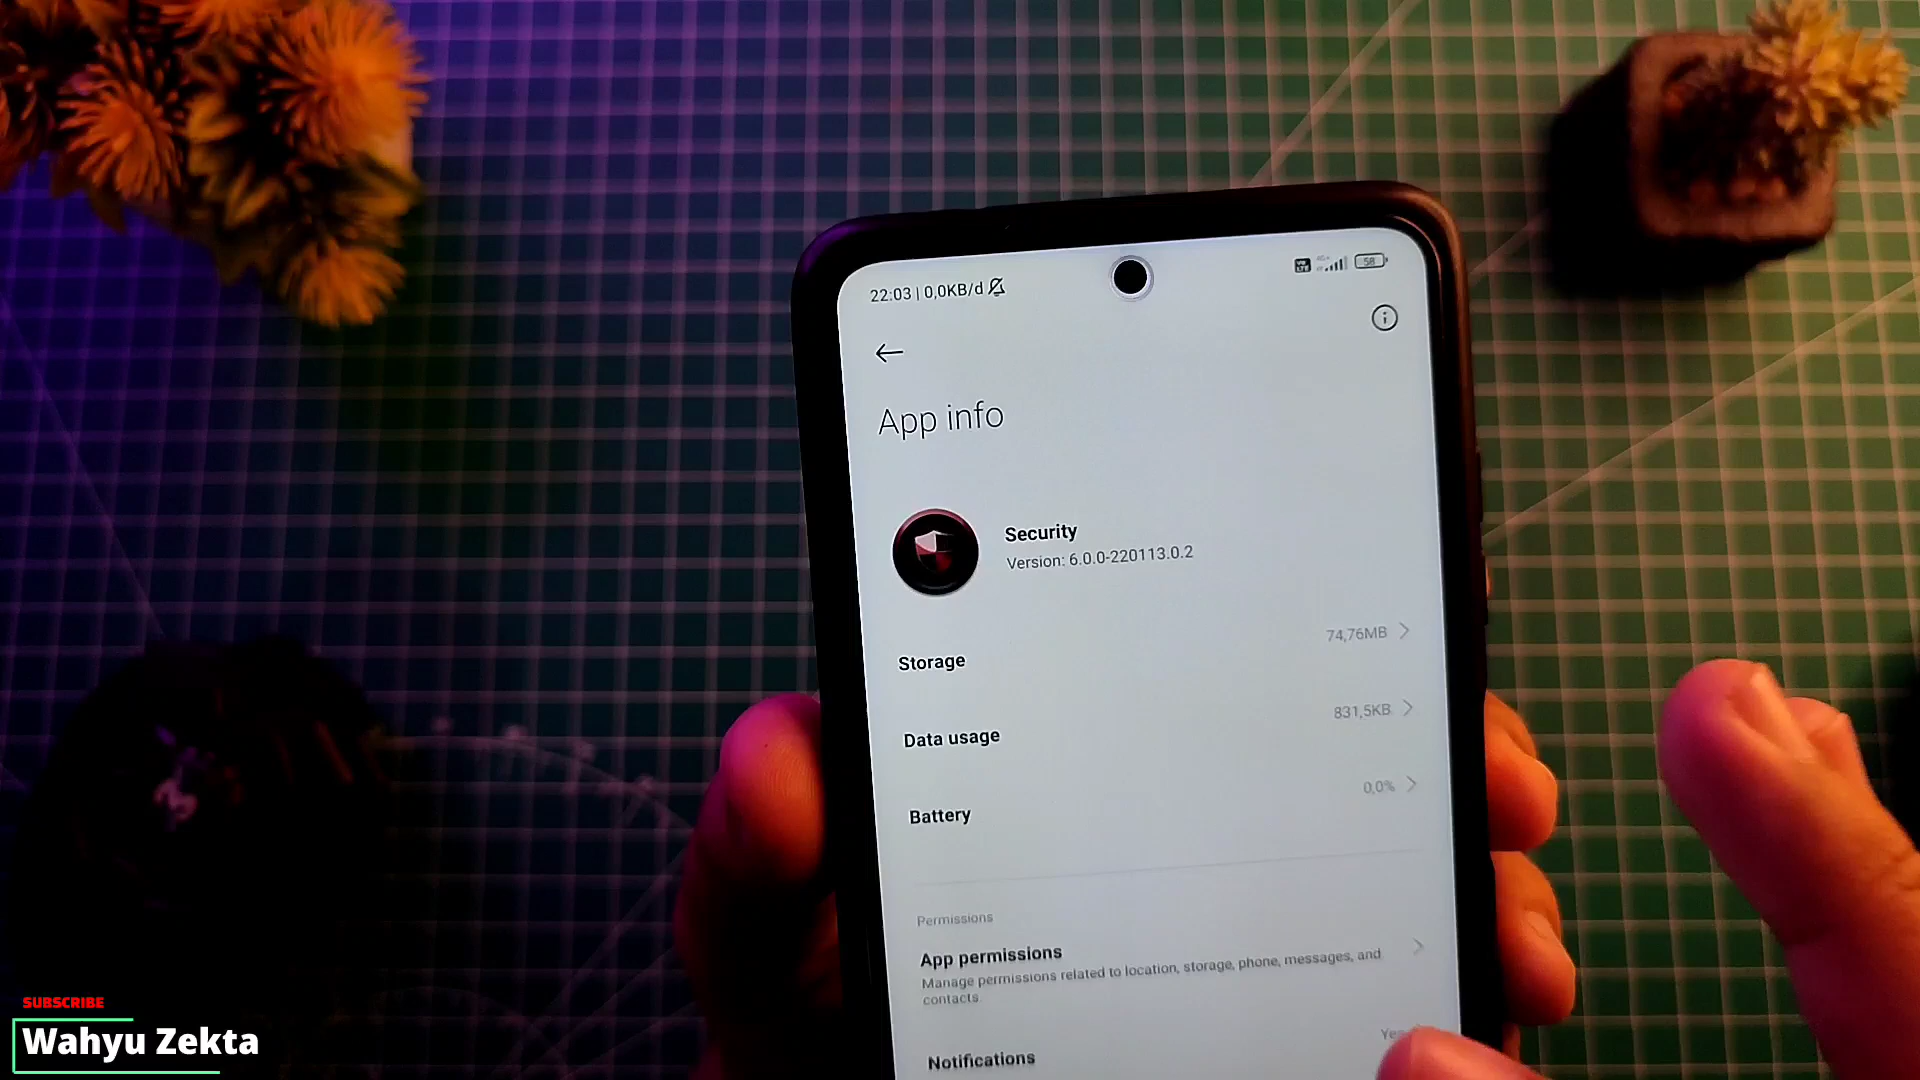 22:03 | 0,0KB/d
58
App info
Security
Version: 6.0.0-220113.0.2
Storage
74,76MB
Data usage
831,5KB
Battery
0,0%
Permissions
App permissions
Manage permissions related to location, storage, phone, messages, and
contacts.
Notifications
Yes
SUBSCRIBE
Wahyu Zekta